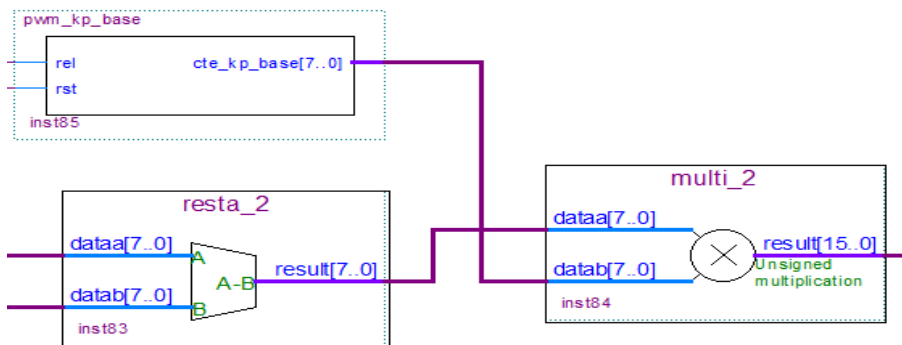 pwm_kp_base
rel
cte_kp_base[7..0]
rst
inst85
resta_2
dataa[7..0]
A
A-B
result[7..0]
datab[7..0]
B
inst83
multi_2
dataa[7..0]
result[15..0]
datab[7..0]
Unsigned
multiplication
inst84